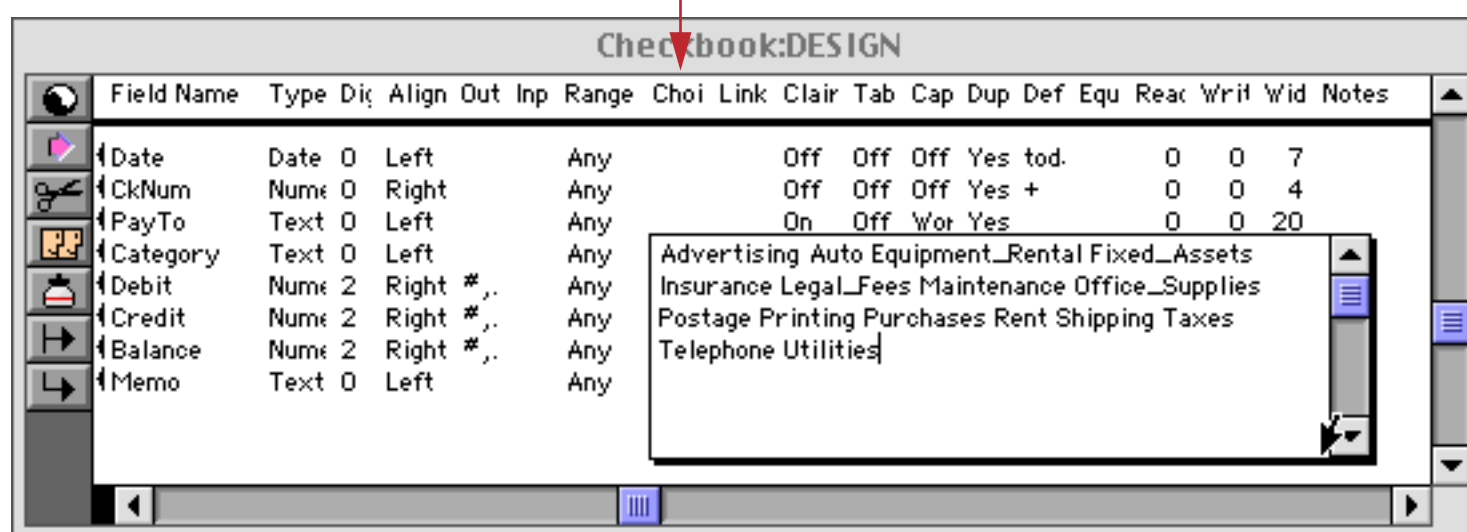 Checkbook:DESIGN
Field Name Type Dig Align Out Inp Range Choi Link Clair Tab Cap Dup Def Equ Read Writ Wid Notes
Date Date 0 Left Any Off Off Off Yes tod. 0 0 7
CkNum Nume 0 Right Any Off Off Off Yes + 0 0 4
PayTo Text 0 Left Any On Off Wor Yes 0 0 20
Category Text 0 Left Any Advertising Auto Equipment_Rental Fixed_Assets
Debit Nume 2 Right #,. Any Insurance Legal_Fees Maintenance Office_Supplies
Credit Nume 2 Right #,. Any Postage Printing Purchases Rent Shipping Taxes
Balance Nume 2 Right #,. Any Telephone Utilities
Memo Text 0 Left Any